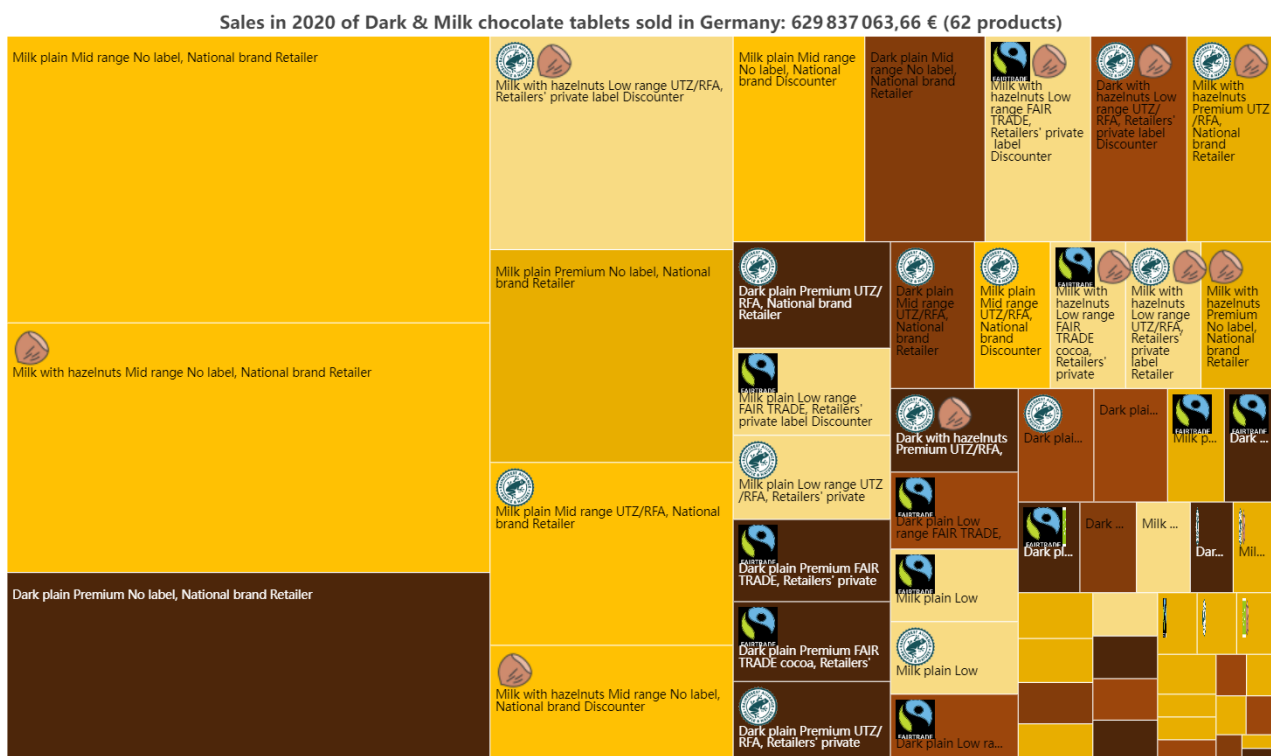 Sales in 2020 of Dark & Milk chocolate tablets sold in Germany: 629 837 063,66 € (62 products)
Milk plain Mid range No label, National brand Retailer
Milk with hazelnuts Mid range No label, National brand Retailer
Dark plain Premium No label, National brand Retailer
Milk with hazelnuts Low range UTZ/RFA,
Retailers' private label Discounter
Milk plain Premium No label, National
brand Retailer
Milk plain Mid range UTZ/RFA, National
brand Retailer
Milk with hazelnuts Mid range No label,
National brand Discounter
Milk plain Mid range
No label, National
brand Discounter
Dark plain Mid
range No label,
National brand
Retailer
FAIRTRADE
Milk with
hazelnuts Low
range FAIR
TRADE,
Retailers' private
label
Discounter
Dark with
hazelnuts Low
range UTZ/
RFA, Retailers'
private label
Discounter
Milk with
hazelnuts
Premium UTZ
/RFA,
National
brand
Retailer
Dark plain Premium UTZ/
RFA, National brand
Retailer
FAIRTRADE
Milk plain Low range
FAIR TRADE, Retailers'
private label Discounter
Milk plain Low range UTZ
/RFA, Retailers' private
FAIRTRADE
Dark plain Premium FAIR
TRADE, Retailers' private
FAIRTRADE
Dark plain Premium FAIR
TRADE cocoa, Retailers'
Dark plain Premium UTZ/
RFA, Retailers' private
Dark plain
Mid range
UTZ/RFA,
National
brand
Retailer
Milk plain
Mid range
UTZ/RFA,
National
brand
Discounter
FAIRTRADE
Milk with
hazelnuts
Low range
FAIR
TRADE
cocoa,
Retailers'
private
Milk with
hazelnuts
Low range
UTZ/RFA,
Retailers'
private
label
Retailer
Milk with
hazelnuts
Premium
No label,
National
brand
Retailer
Dark with hazelnuts
Premium UTZ/RFA,
FAIRTRADE
Dark plain Low
range FAIR TRADE,
FAIRTRADE
Milk plain Low
Milk plain Low
FAIRTRADE
Dark plain Low ra...
Dark plai...
Dark plai...
FAIRTRADE
Milk p...
FAIRTRADE
Dark ...
FAIRTRADE
Dark pl...
Dark ...
Milk ...
Dar...
Mil...